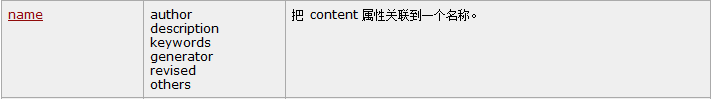 name
author
description
keywords
generator
revised
others
把 content 属性关联到一个名称。